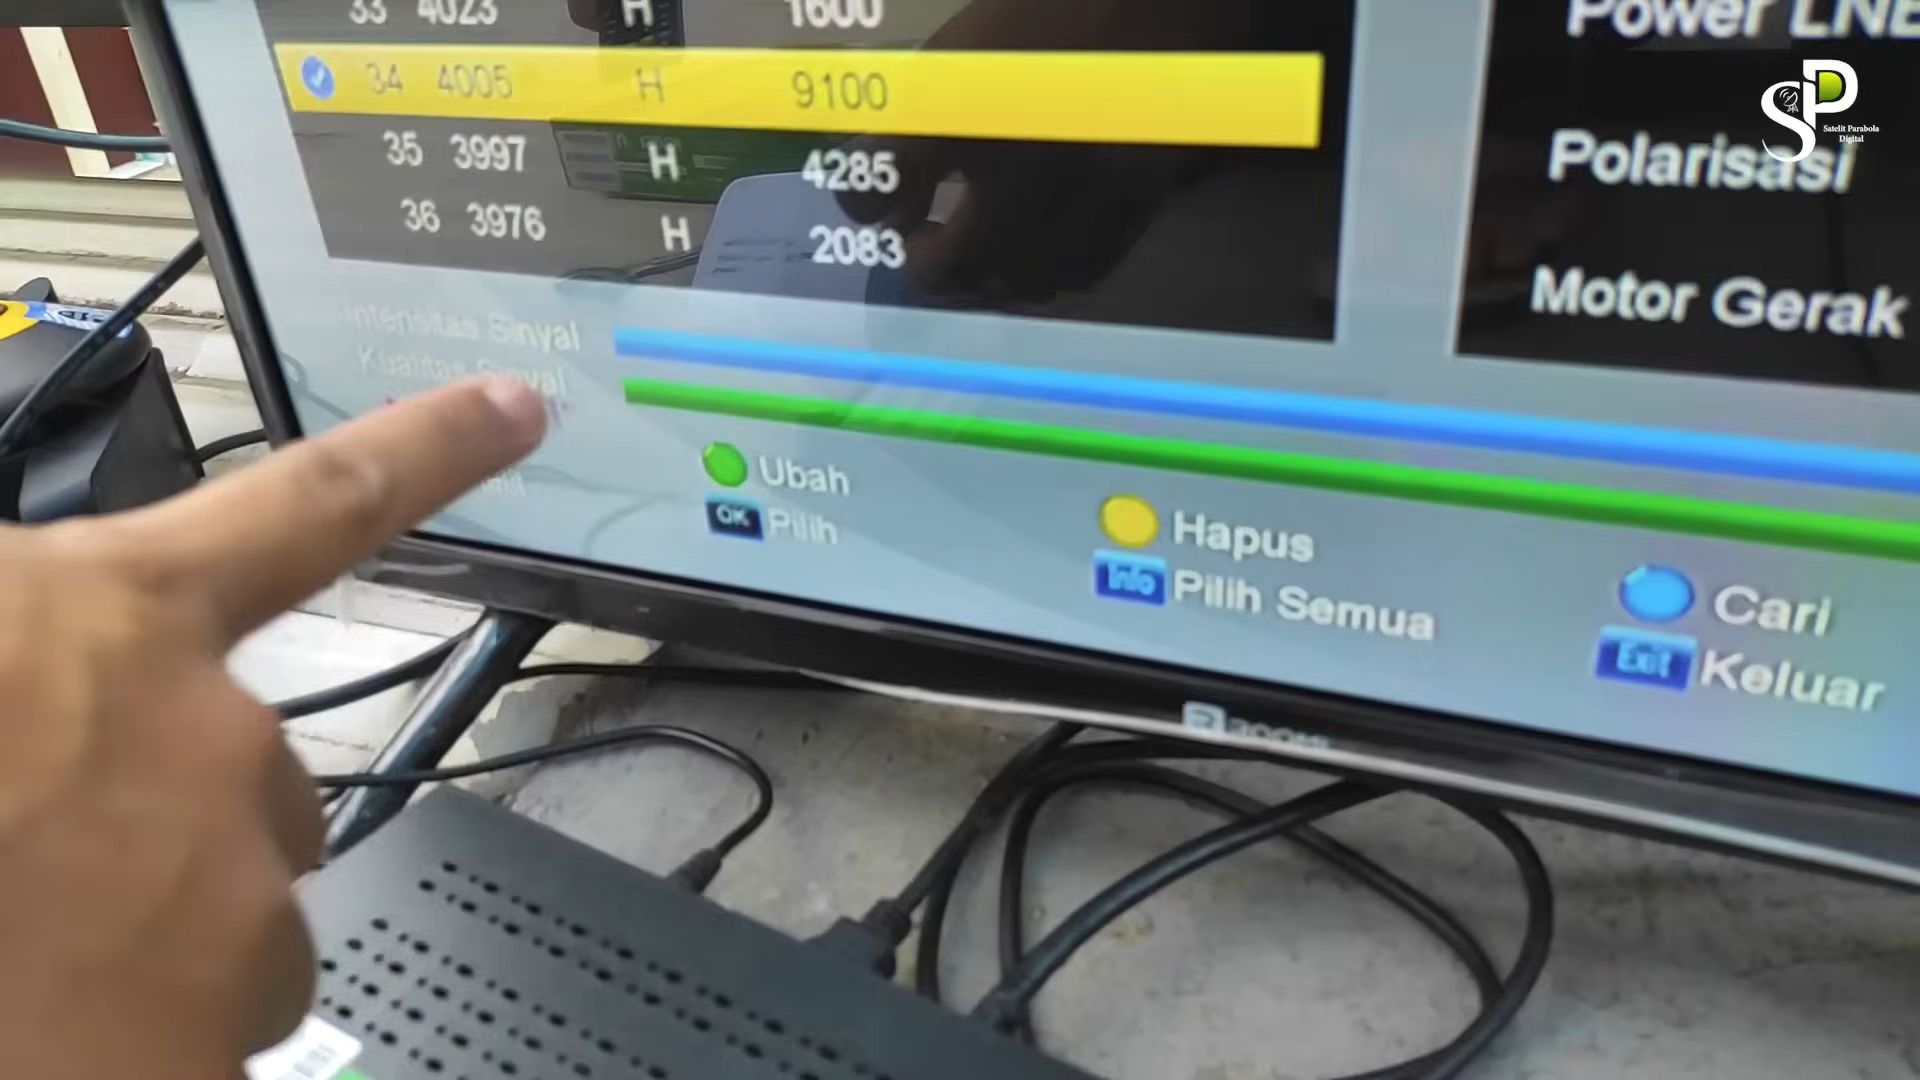 33 4023 H 1600
34 4005 H 9100
35 3997 H 4285
36 3976 H 2083
Power LNB
Polarisasi
Motor Gerak
Intensitas Sinyal
Kualitas Sinyal
Ubah
OK Pilih
Hapus
Info Pilih Semua
Cari
Exit Keluar
SPD
Satelit Parabola
Digital